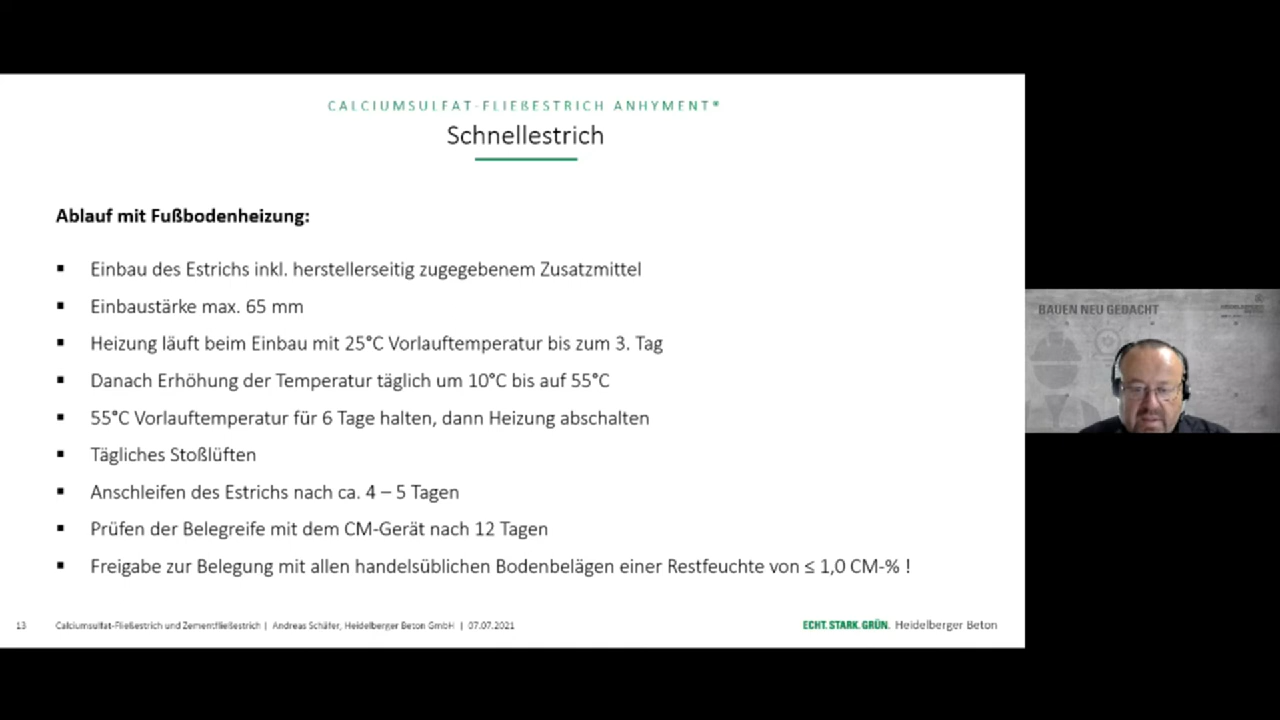 CALCIUMSULFAT-FLIEßESTRICH ANHYMENT®
Schnellestrich
Ablauf mit Fußbodenheizung:
▪ Einbau des Estrichs inkl. herstellerseitig zugegebenem Zusatzmittel
▪ Einbaustärke max. 65 mm
▪ Heizung läuft beim Einbau mit 25°C Vorlauftemperatur bis zum 3. Tag
▪ Danach Erhöhung der Temperatur täglich um 10°C bis auf 55°C
▪ 55°C Vorlauftemperatur für 6 Tage halten, dann Heizung abschalten
▪ Tägliches Stoßlüften
▪ Anschleifen des Estrichs nach ca. 4 – 5 Tagen
▪ Prüfen der Belegreife mit dem CM-Gerät nach 12 Tagen
▪ Freigabe zur Belegung mit allen handelsüblichen Bodenbelägen einer Restfeuchte von ≤ 1,0 CM-% !
13 Calciumsulfat-Fließestrich und Zementfließestrich | Andreas Schäfer, Heidelberger Beton GmbH | 07.07.2021
ECHT.STARK.GRÜN. Heidelberger Beton
BAUEN NEU GEDACHT